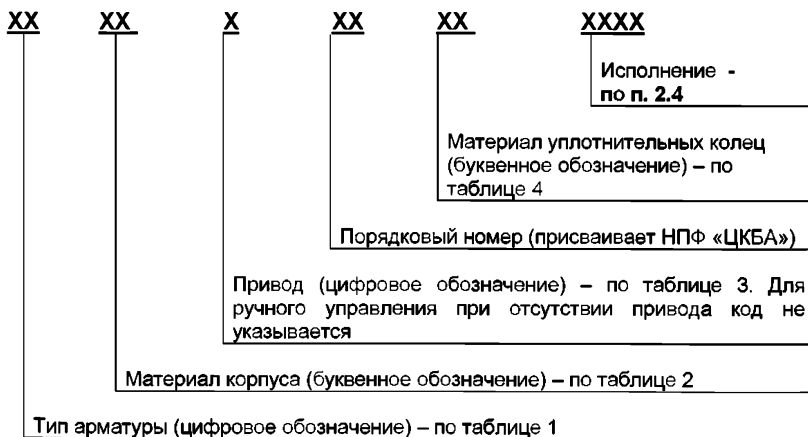 XX XX X XX XX XXXX
Исполнение -
по п. 2.4
Материал уплотнительных колец
(буквенное обозначение) – по
таблице 4
Порядковый номер (присваивает НПФ «ЦКБА»)
Привод (цифровое обозначение) – по таблице 3. Для
ручного управления при отсутствии привода код не
указывается
Материал корпуса (буквенное обозначение) – по таблице 2
Тип арматуры (цифровое обозначение) – по таблице 1